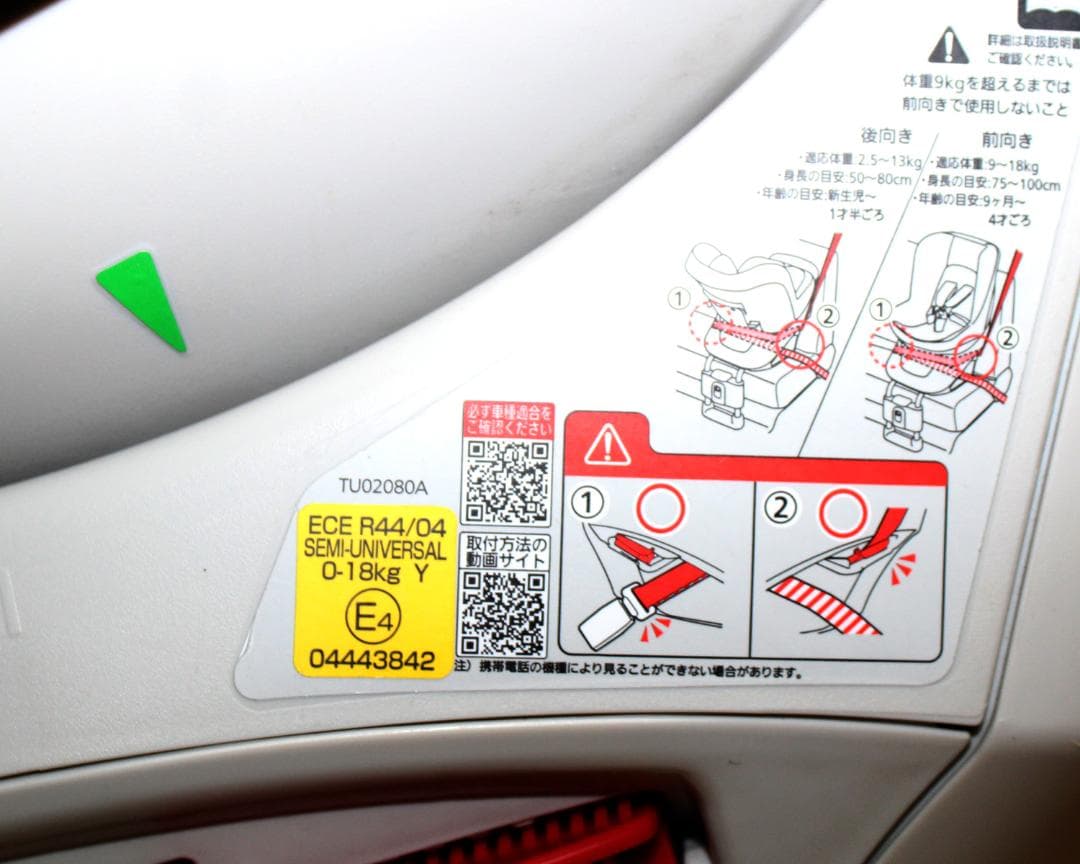 詳細は取扱説明書
ご確認ください。
体重9kgを超えるまでは
前向きで使用しないこと
後向き
・適応体重:2.5〜13kg
・身長の目安:50〜80cm
・年齢の目安:新生児〜
1才半ごろ
前向き
・適応体重:9〜18kg
・身長の目安:75〜100cm
・年齢の目安:9ヶ月〜
4才ごろ
①
②
①
②
必ず車種適合を
ご確認ください
TU02080A
ECE R44/04
SEMI-UNIVERSAL
0-18kg Y
E4
04443842
取付方法の
動画サイト
①
②
注）携帯電話の機種により見ることができない場合があります。